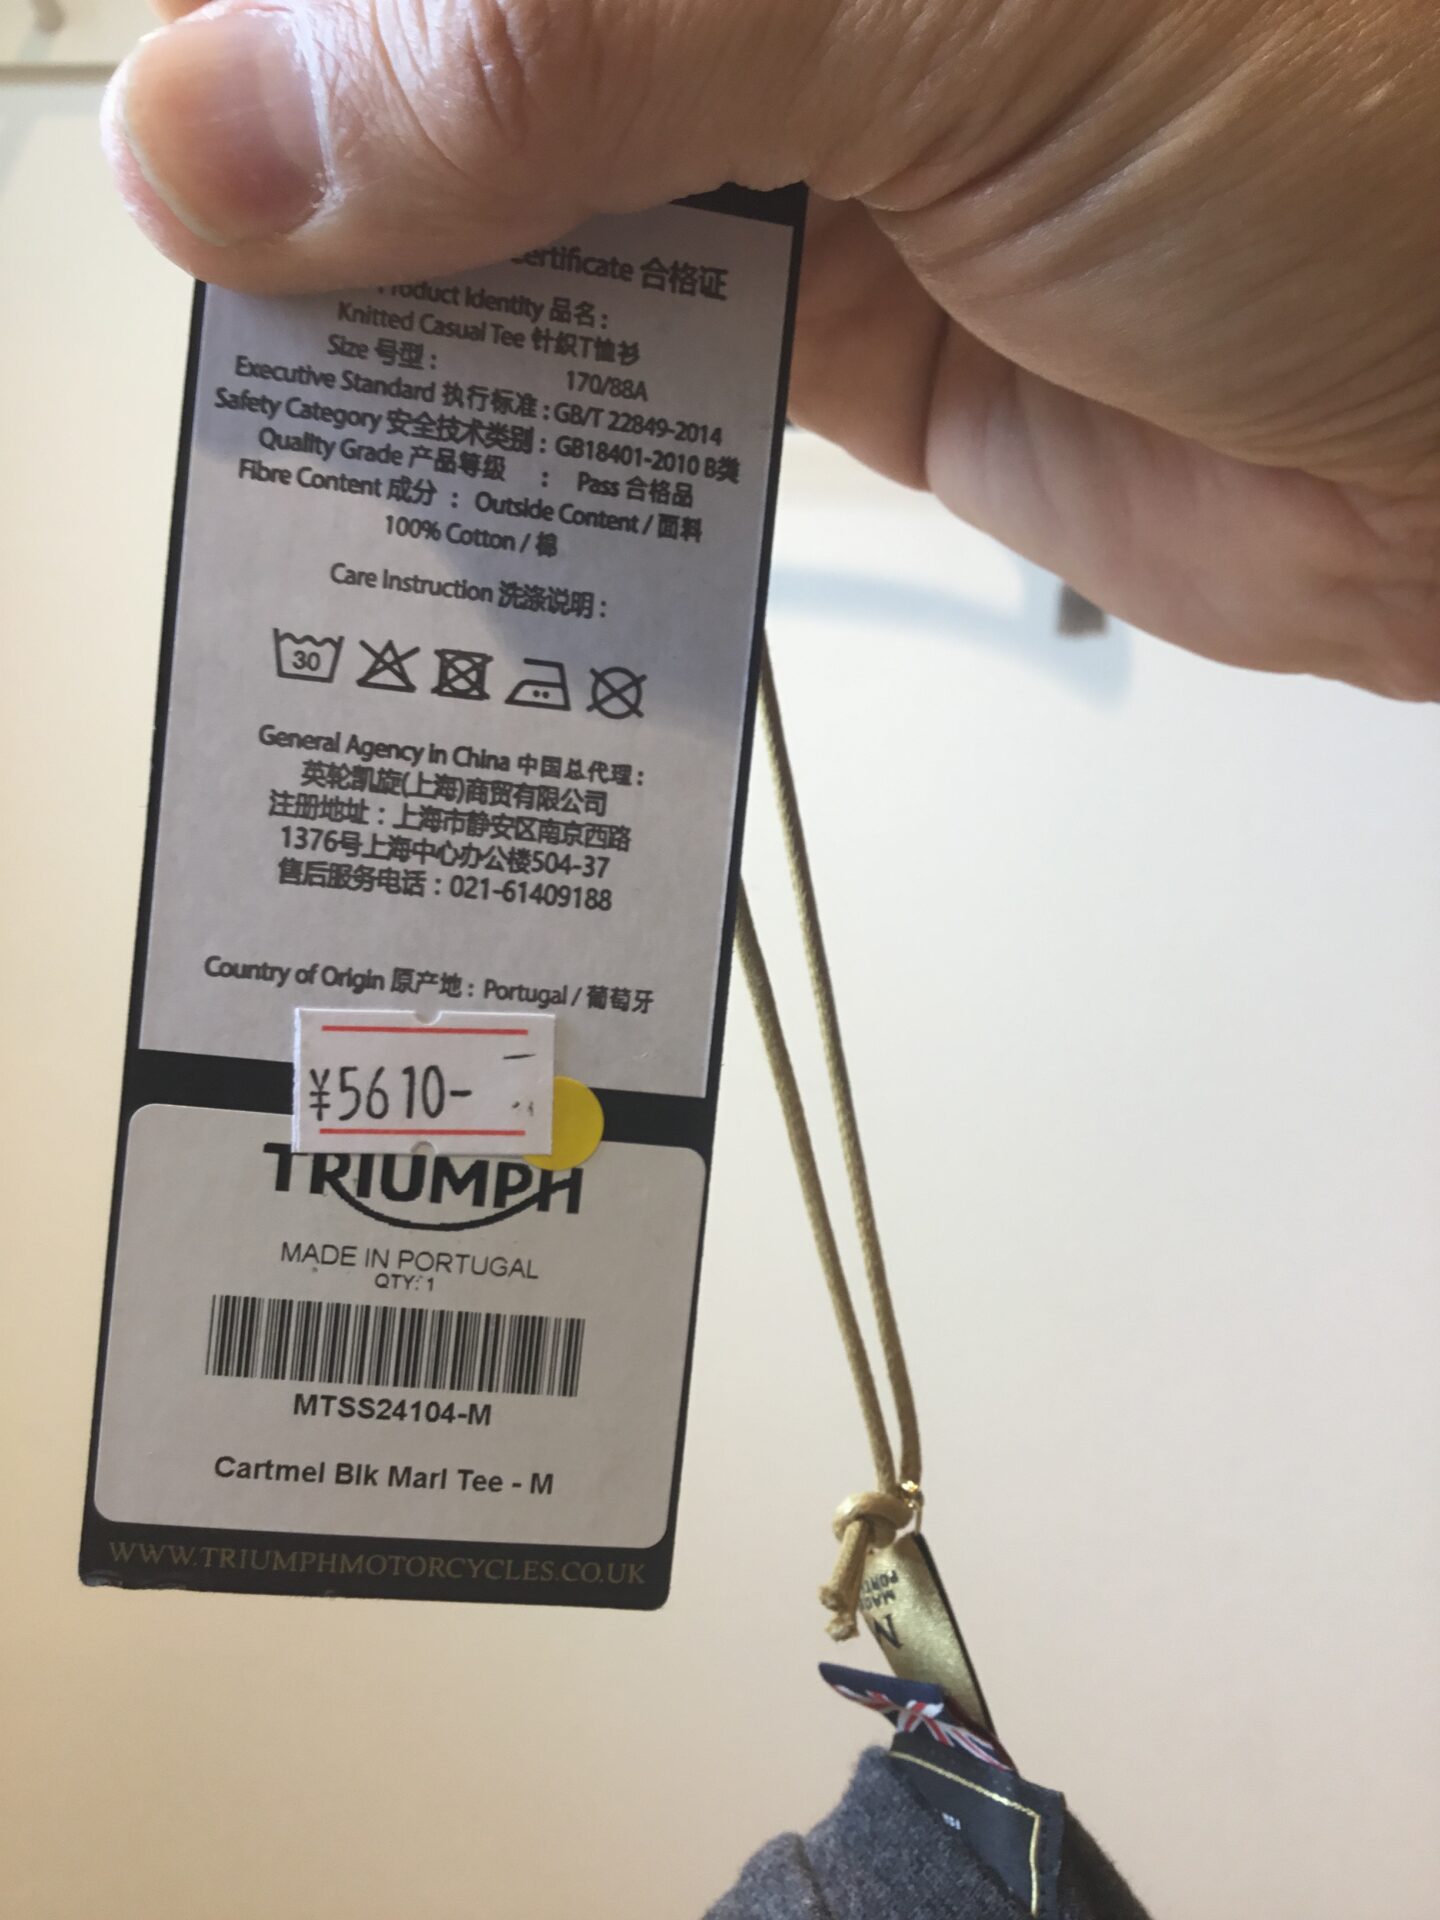 Certificate 合格证
Product Identity 品名：
Knitted Casual Tee 针织T恤衫
Size 号型： 170/88A
Executive Standard 执行标准：GB/T 22849-2014
Safety Category 安全技术类别：GB18401-2010 B类
Quality Grade 产品等级 ： Pass 合格品
Fibre Content 成分 ： Outside Content / 面料
100% Cotton / 棉
Care Instruction 洗涤说明：
30
General Agency in China 中国总代理：
英轮凯旋(上海)商贸有限公司
注册地址：上海市静安区南京西路
1376号上海中心办公楼504-37
售后服务电话：021-61409188
Country of Origin 原产地：Portugal / 葡萄牙
¥5610-
TRIUMPH
MADE IN PORTUGAL
QTY: 1
MTSS24104-M
Cartmel Blk Marl Tee - M
WWW.TRIUMPHMOTORCYCLES.CO.UK